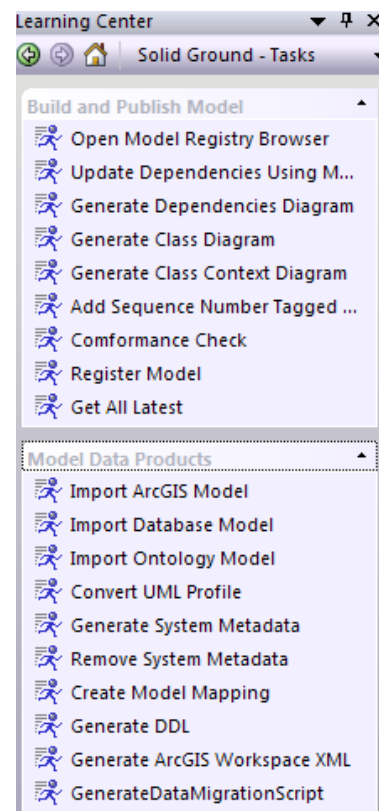 Learning Center
Solid Ground - Tasks
Build and Publish Model
Open Model Registry Browser
Update Dependencies Using M...
Generate Dependencies Diagram
Generate Class Diagram
Generate Class Context Diagram
Add Sequence Number Tagged ...
Comformance Check
Register Model
Get All Latest
Model Data Products
Import ArcGIS Model
Import Database Model
Import Ontology Model
Convert UML Profile
Generate System Metadata
Remove System Metadata
Create Model Mapping
Generate DDL
Generate ArcGIS Workspace XML
GenerateDataMigrationScript